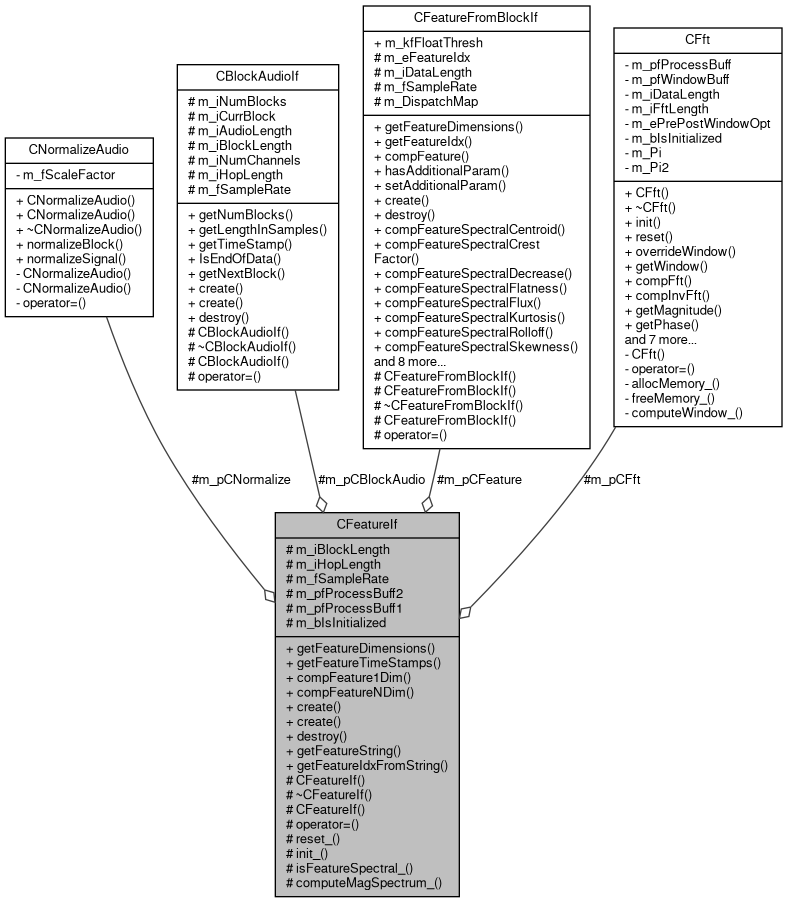 CNormalizeAudio
- m_fScaleFactor
+ CNormalizeAudio()
+ CNormalizeAudio()
+ ~CNormalizeAudio()
+ normalizeBlock()
+ normalizeSignal()
- CNormalizeAudio()
- CNormalizeAudio()
- operator=()
CBlockAudioIf
# m_iNumBlocks
# m_iCurrBlock
# m_iAudioLength
# m_iBlockLength
# m_iNumChannels
# m_iHopLength
# m_fSampleRate
+ getNumBlocks()
+ getLengthInSamples()
+ getTimeStamp()
+ IsEndOfData()
+ getNextBlock()
+ create()
+ create()
+ destroy()
# CBlockAudioIf()
# ~CBlockAudioIf()
# CBlockAudioIf()
# operator=()
CFeatureFromBlockIf
+ m_kfFloatThresh
# m_eFeatureIdx
# m_iDataLength
# m_fSampleRate
# m_DispatchMap
+ getFeatureDimensions()
+ getFeatureIdx()
+ compFeature()
+ hasAdditionalParam()
+ setAdditionalParam()
+ create()
+ destroy()
+ compFeatureSpectralCentroid()
+ compFeatureSpectralCrest
Factor()
+ compFeatureSpectralDecrease()
+ compFeatureSpectralFlatness()
+ compFeatureSpectralFlux()
+ compFeatureSpectralKurtosis()
+ compFeatureSpectralRolloff()
+ compFeatureSpectralSkewness()
and 8 more...
# CFeatureFromBlockIf()
# CFeatureFromBlockIf()
# ~CFeatureFromBlockIf()
# CFeatureFromBlockIf()
# operator=()
CFft
- m_pfProcessBuff
- m_pfWindowBuff
- m_iDataLength
- m_iFftLength
- m_ePrePostWindowOpt
- m_bIsInitialized
- m_Pi
- m_Pi2
+ CFft()
+ ~CFft()
+ init()
+ reset()
+ overrideWindow()
+ getWindow()
+ compFft()
+ compInvFft()
+ getMagnitude()
+ getPhase()
and 7 more...
- CFft()
- operator=()
- allocMemory_()
- freeMemory_()
- computeWindow_()
#m_pCNormalize
#m_pCBlockAudio
#m_pCFeature
#m_pCFft
CFeatureIf
# m_iBlockLength
# m_iHopLength
# m_fSampleRate
# m_pfProcessBuff2
# m_pfProcessBuff1
# m_bIsInitialized
+ getFeatureDimensions()
+ getFeatureTimeStamps()
+ compFeature1Dim()
+ compFeatureNDim()
+ create()
+ create()
+ destroy()
+ getFeatureString()
+ getFeatureIdxFromString()
# CFeatureIf()
# ~CFeatureIf()
# CFeatureIf()
# operator=()
# reset_()
# init_()
# isFeatureSpectral_()
# computeMagSpectrum_()